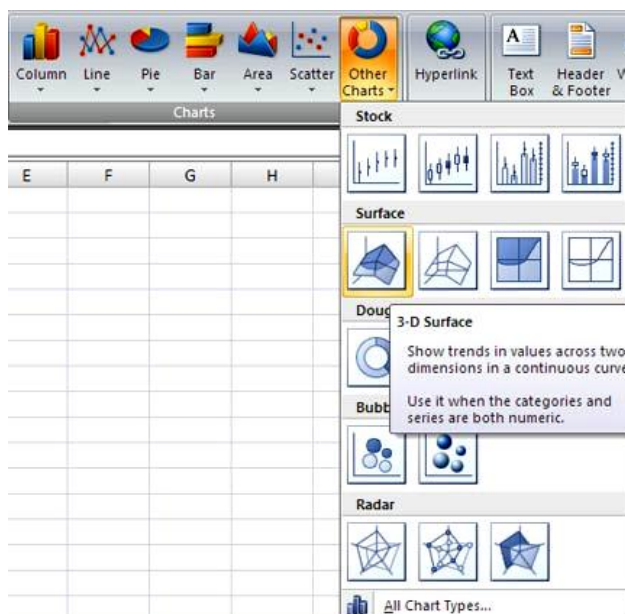 Column Line Pie Bar Area Scatter Other Charts Hyperlink Text Box Header & Footer
Charts
E F G H
Stock
Surface
3-D Surface
Show trends in values across two
dimensions in a continuous curve
Use it when the categories and
series are both numeric.
Radar
All Chart Types...